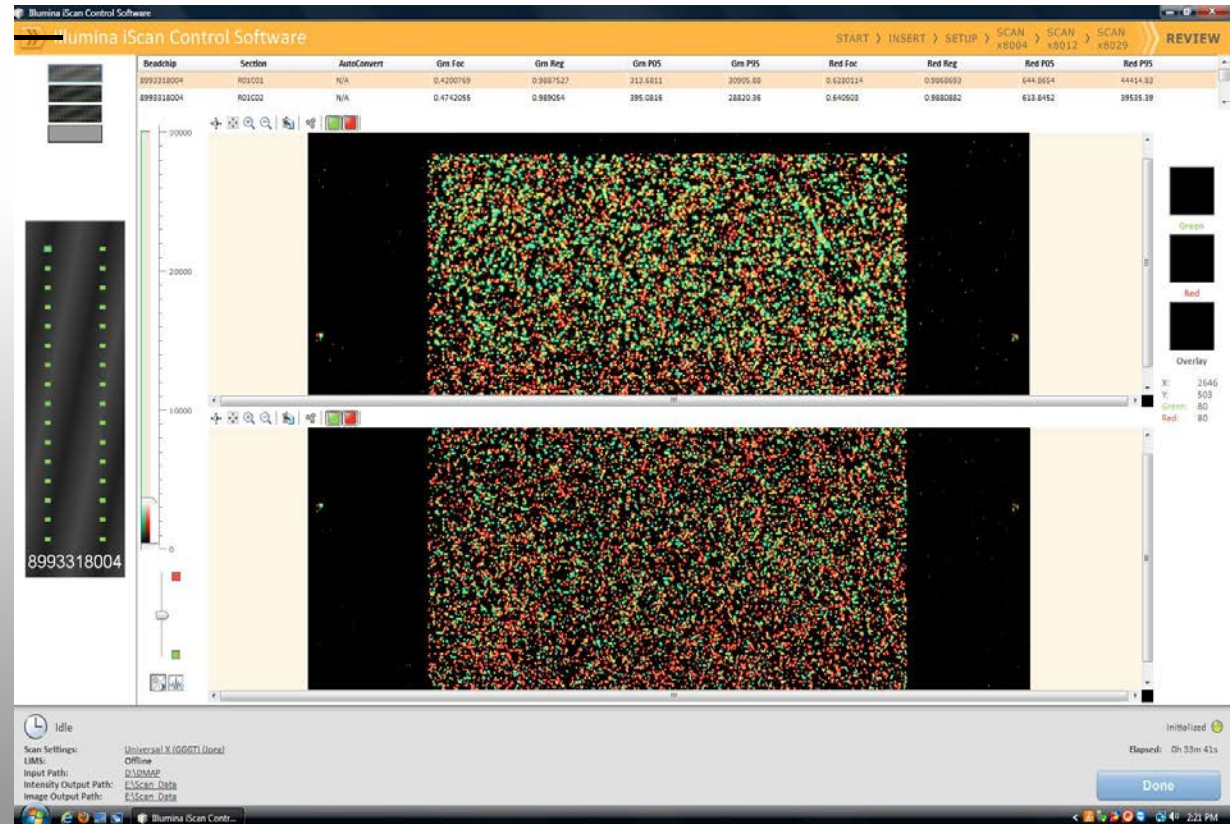 Illumina iScan Control Software
Illumina iScan Control Software
START > INSERT > SETUP > SCAN x8004 > SCAN x8012 > SCAN x8029 REVIEW
Beadchip Section AutoConvert Grn Foc Grn Reg Grn P05 Grn P95 Red Foc Red Reg Red P05 Red P95
8993318004 R01C01 N/A 0.4200769 0.9887527 313.6811 30905.08 0.6280114 0.9868693 644.8654 44414.83
8993318004 R01C02 N/A 0.4742055 0.989054 395.0816 28820.36 0.640503 0.9880882 613.8452 39535.39
30000
20000
10000
0
8993318004
Green
Red
Overlay
X: 2646
Y: 503
Green: 80
Red: 80
Idle
Initialized
Scan Settings: Universal X (GGGT) (Jpeg)
LIMS: Offline
Input Path: D:\DMAP
Intensity Output Path: E:\Scan_Data
Image Output Path: E:\Scan_Data
Elapsed: 0h 33m 41s
Done
Illumina iScan Contr...
2:21 PM